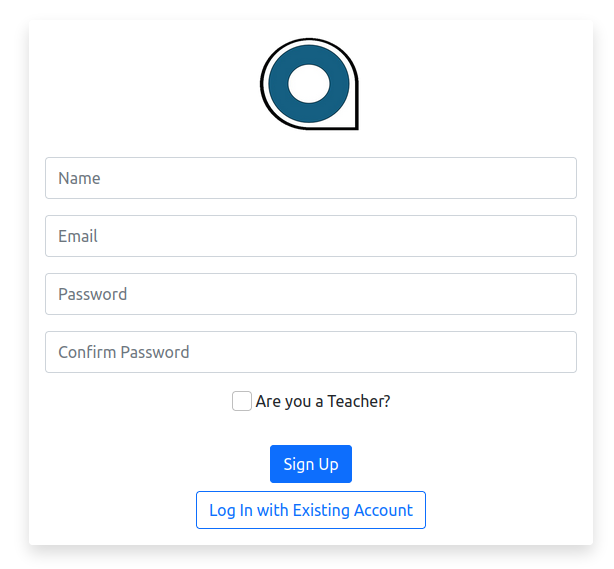 Name
Email
Password
Confirm Password
Are you a Teacher?
Sign Up
Log In with Existing Account